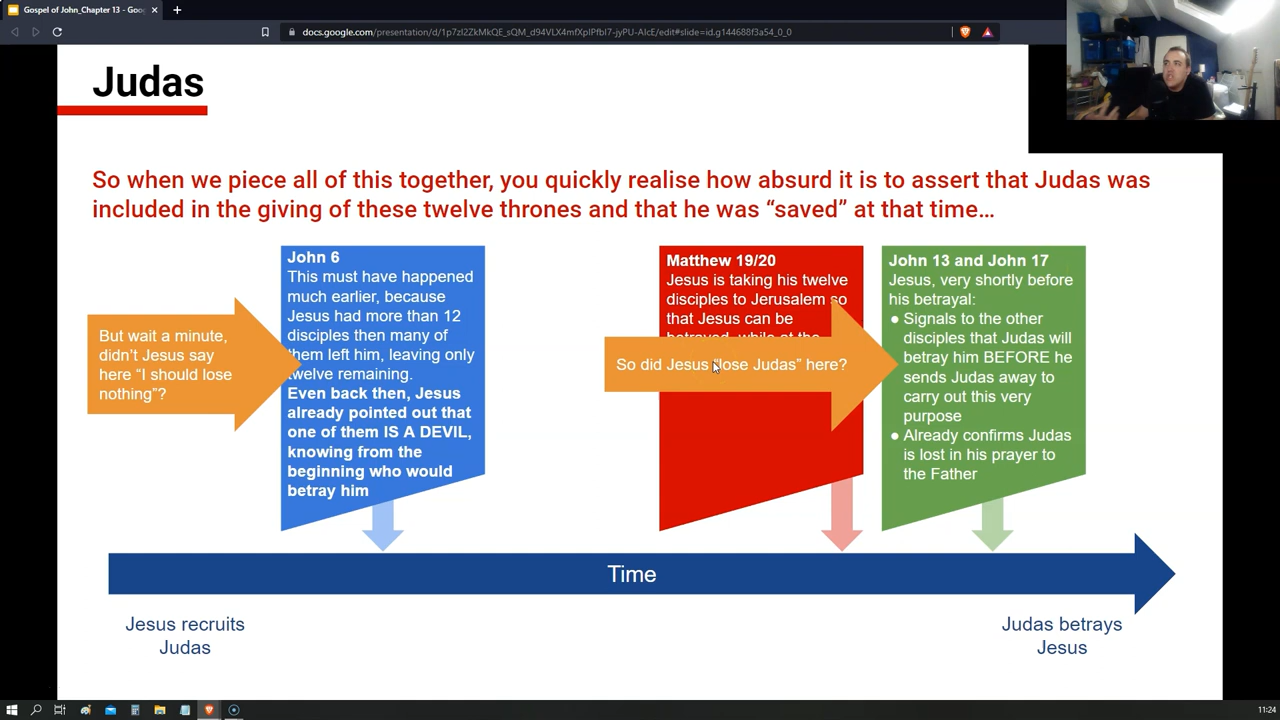 Gospel of John_Chapter 13 - Goo
docs.google.com/presentation/d/1p7zI2ZkMkQE_sQM_d94VLX4mfXpIPfbI7-jyPU-AIcE/edit#slide=id.g144688f3a54_0_0
Judas
So when we piece all of this together, you quickly realise how absurd it is to assert that Judas was
included in the giving of these twelve thrones and that he was “saved” at that time…
But wait a minute,
didn’t Jesus say
here “I should lose
nothing”?
John 6
This must have happened
much earlier, because
Jesus had more than 12
disciples then many of
them left him, leaving only
twelve remaining.
Even back then, Jesus
already pointed out that
one of them IS A DEVIL,
knowing from the
beginning who would
betray him
Matthew 19/20
Jesus is taking his twelve
disciples to Jerusalem so
that Jesus can be
betrayed, while at the
So did Jesus “lose Judas” here?
John 13 and John 17
Jesus, very shortly before
his betrayal:
● Signals to the other
disciples that Judas will
betray him BEFORE he
sends Judas away to
carry out this very
purpose
● Already confirms Judas
is lost in his prayer to
the Father
Time
Jesus recruits
Judas
Judas betrays
Jesus
11:24